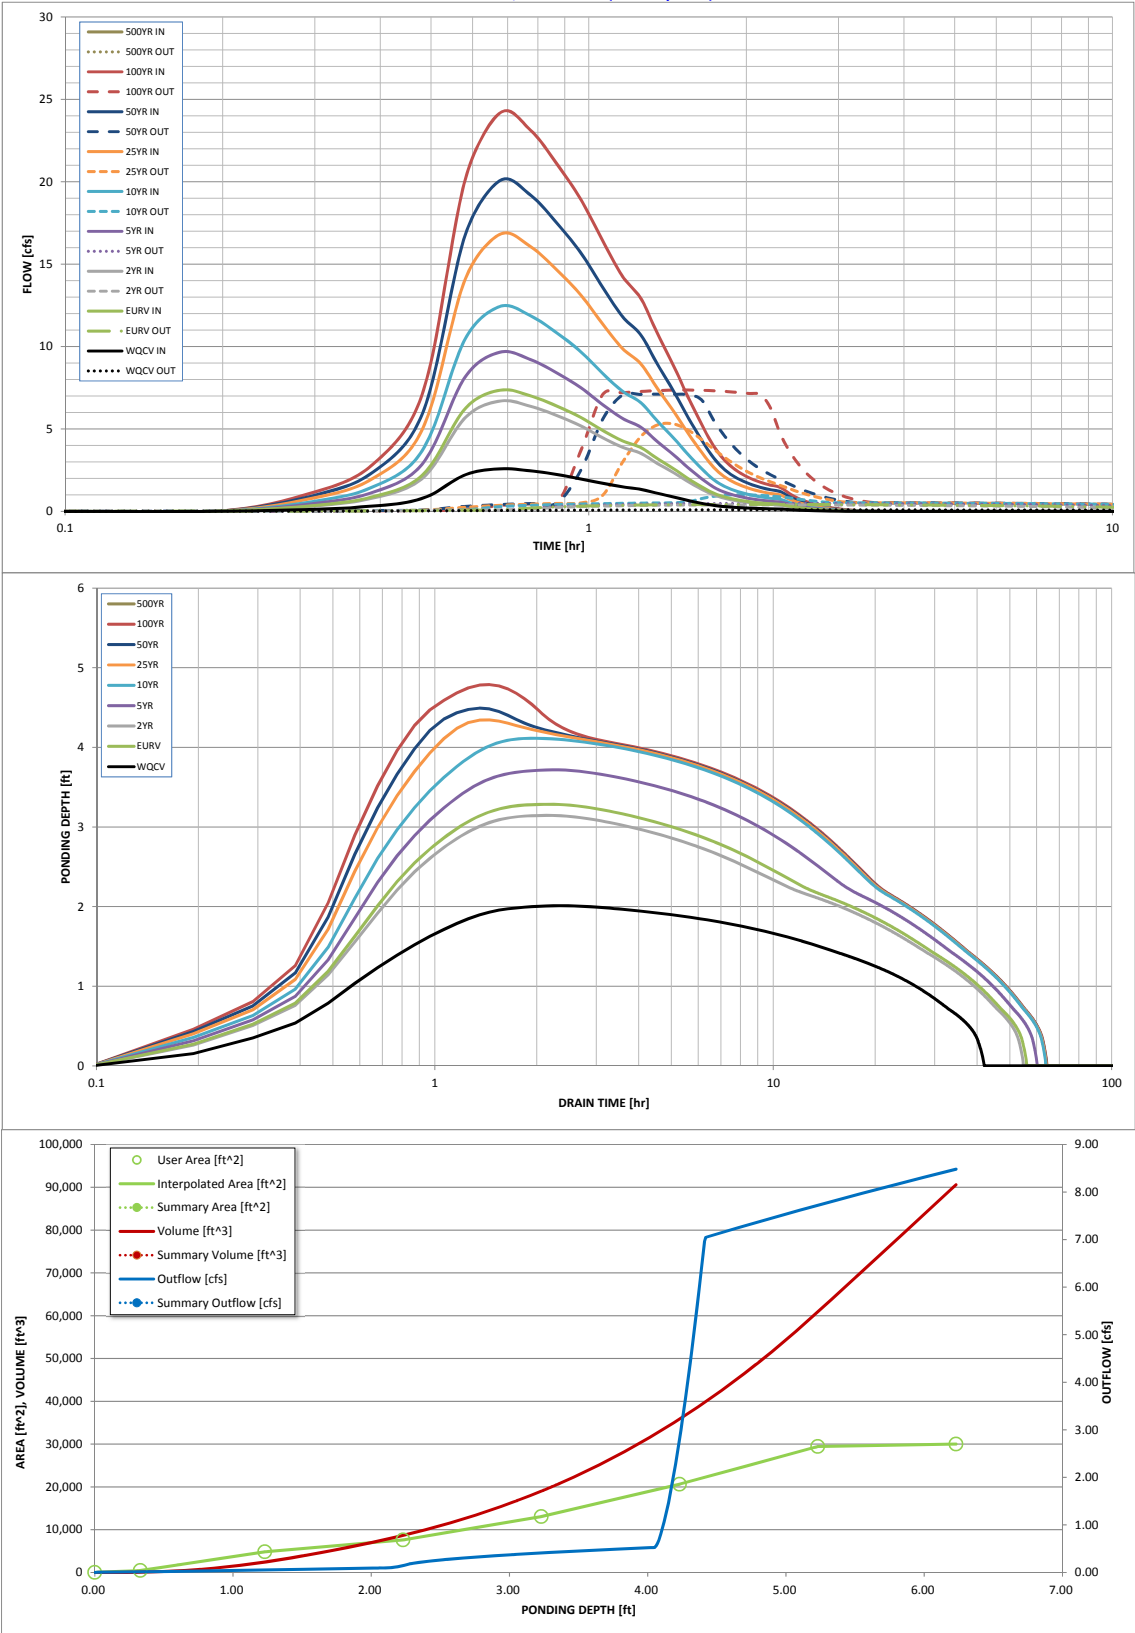 30
25
20
15
10
5
0
FLOW [cfs]
500YR IN
500YR OUT
100YR IN
100YR OUT
50YR IN
50YR OUT
25YR IN
25YR OUT
10YR IN
10YR OUT
5YR IN
5YR OUT
2YR IN
2YR OUT
EURV IN
EURV OUT
WQCV IN
WQCV OUT
0.1 1 10
TIME [hr]
6
5
4
3
2
1
0
PONDING DEPTH [ft]
500YR
100YR
50YR
25YR
10YR
5YR
2YR
EURV
WQCV
0.1 1 10 100
DRAIN TIME [hr]
100,000
90,000
80,000
70,000
60,000
50,000
40,000
30,000
20,000
10,000
0
AREA [ft^2], VOLUME [ft^3]
User Area [ft^2]
Interpolated Area [ft^2]
Summary Area [ft^2]
Volume [ft^3]
Summary Volume [ft^3]
Outflow [cfs]
Summary Outflow [cfs]
9.00
8.00
7.00
6.00
5.00
4.00
3.00
2.00
1.00
0.00
OUTFLOW [cfs]
0.00 1.00 2.00 3.00 4.00 5.00 6.00 7.00
PONDING DEPTH [ft]